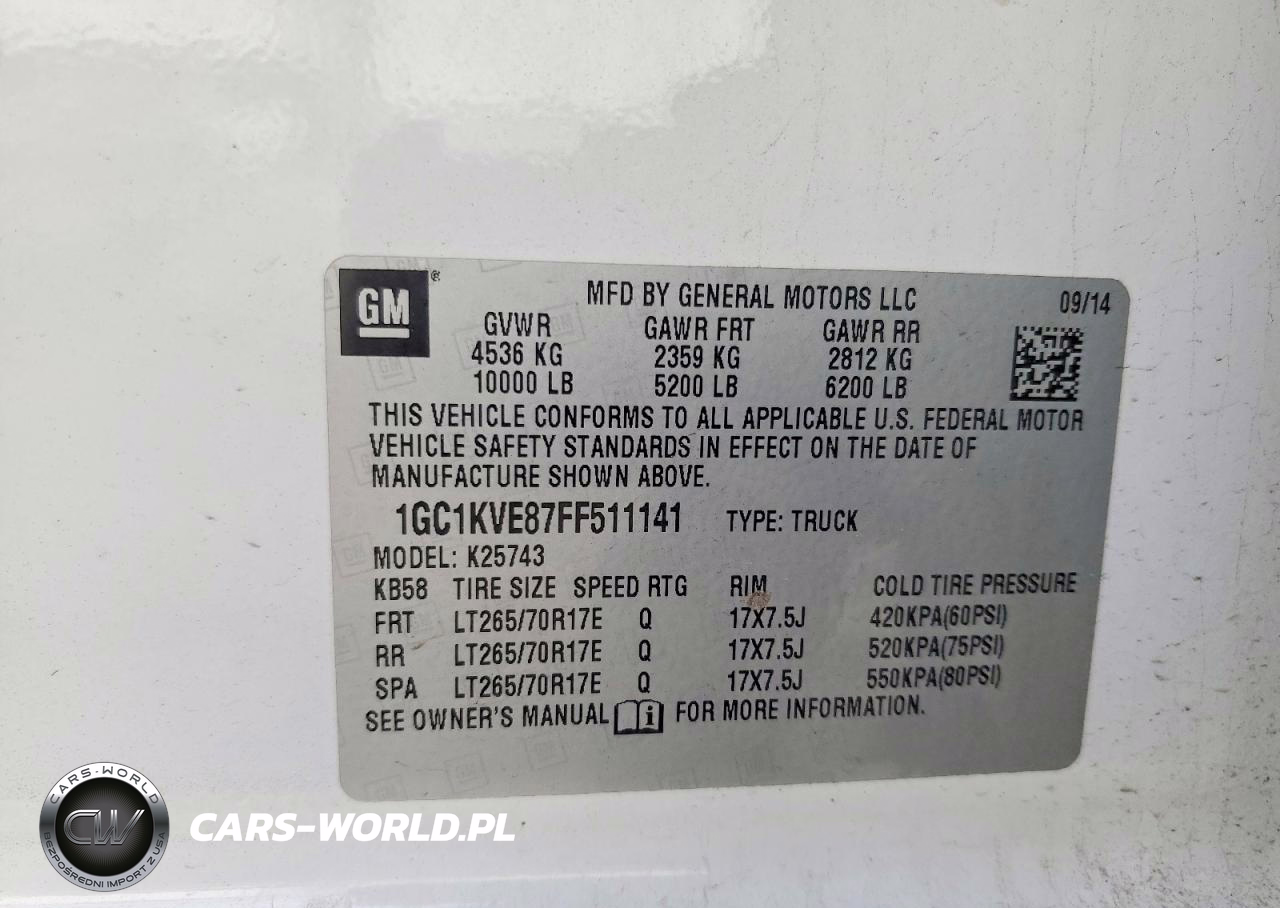 GM®
MFD BY GENERAL MOTORS LLC 09/14
GVWR GAWR FRT GAWR RR
4536 KG 2359 KG 2812 KG
10000 LB 5200 LB 6200 LB
THIS VEHICLE CONFORMS TO ALL APPLICABLE U.S. FEDERAL MOTOR
VEHICLE SAFETY STANDARDS IN EFFECT ON THE DATE OF
MANUFACTURE SHOWN ABOVE.
1GC1KVE87FF511141 TYPE: TRUCK
MODEL: K25743
KB58 TIRE SIZE SPEED RTG RIM COLD TIRE PRESSURE
FRT LT265/70R17E Q 17X7.5J 420KPA(60PSI)
RR LT265/70R17E Q 17X7.5J 520KPA(75PSI)
SPA LT265/70R17E Q 17X7.5J 550KPA(80PSI)
SEE OWNER'S MANUAL i FOR MORE INFORMATION.
CARS-WORLD
CW
BEZPOŚREDNI IMPORT Z USA
CARS-WORLD.PL